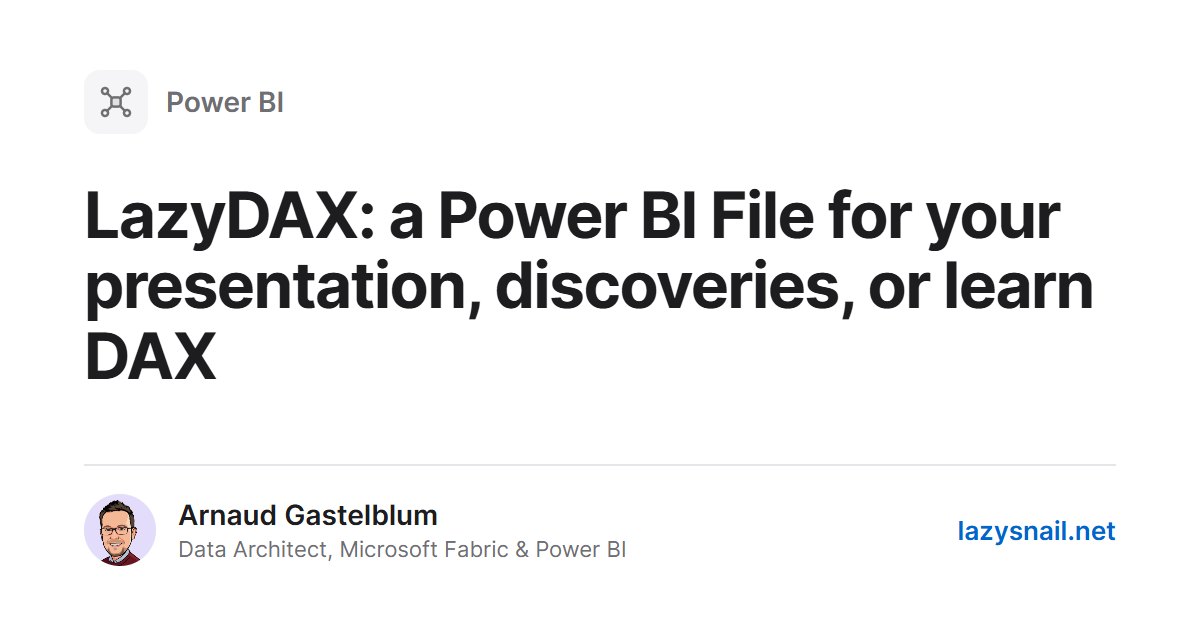 Power BI
LazyDAX: a Power BI File for your
presentation, discoveries, or learn
DAX
Arnaud Gastelblum
Data Architect, Microsoft Fabric & Power BI
lazysnail.net